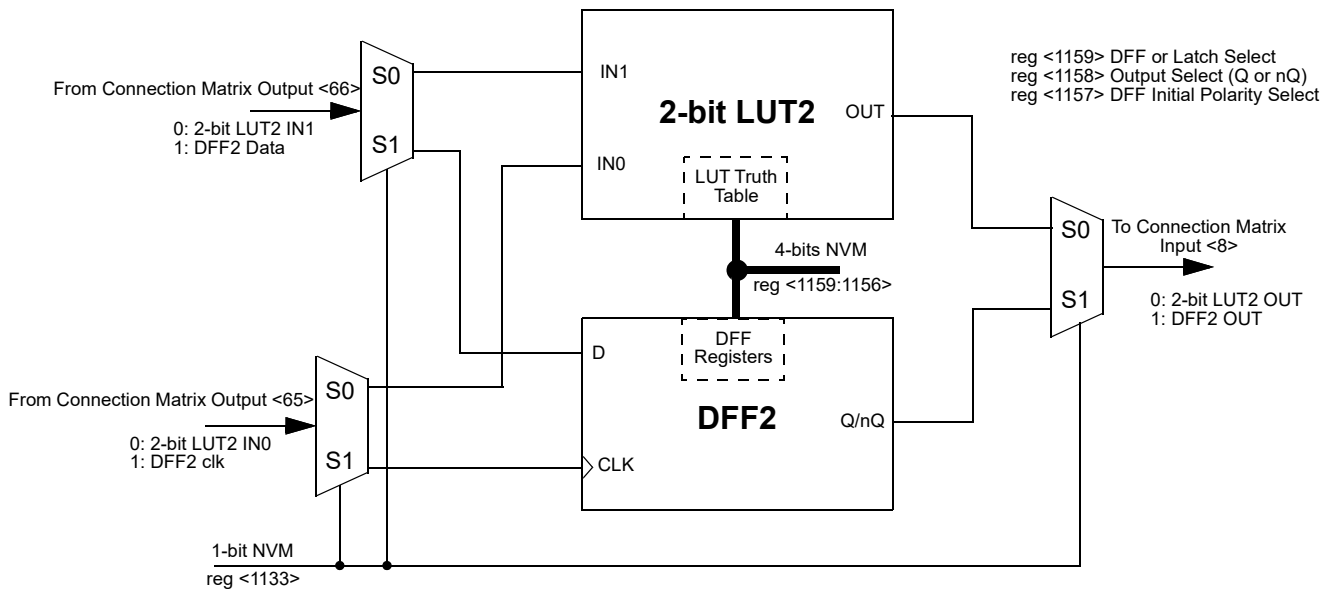 reg <1159> DFF or Latch Select
reg <1158> Output Select (Q or nQ)
reg <1157> DFF Initial Polarity Select
From Connection Matrix Output <66>
0: 2-bit LUT2 IN1
1: DFF2 Data
S0
S1
IN1
IN0
2-bit LUT2
OUT
LUT Truth
Table
4-bits NVM
reg <1159:1156>
S0
S1
To Connection Matrix
Input <8>
0: 2-bit LUT2 OUT
1: DFF2 OUT
From Connection Matrix Output <65>
0: 2-bit LUT2 IN0
1: DFF2 clk
S0
S1
D
CLK
DFF
Registers
DFF2
Q/nQ
1-bit NVM
reg <1133>